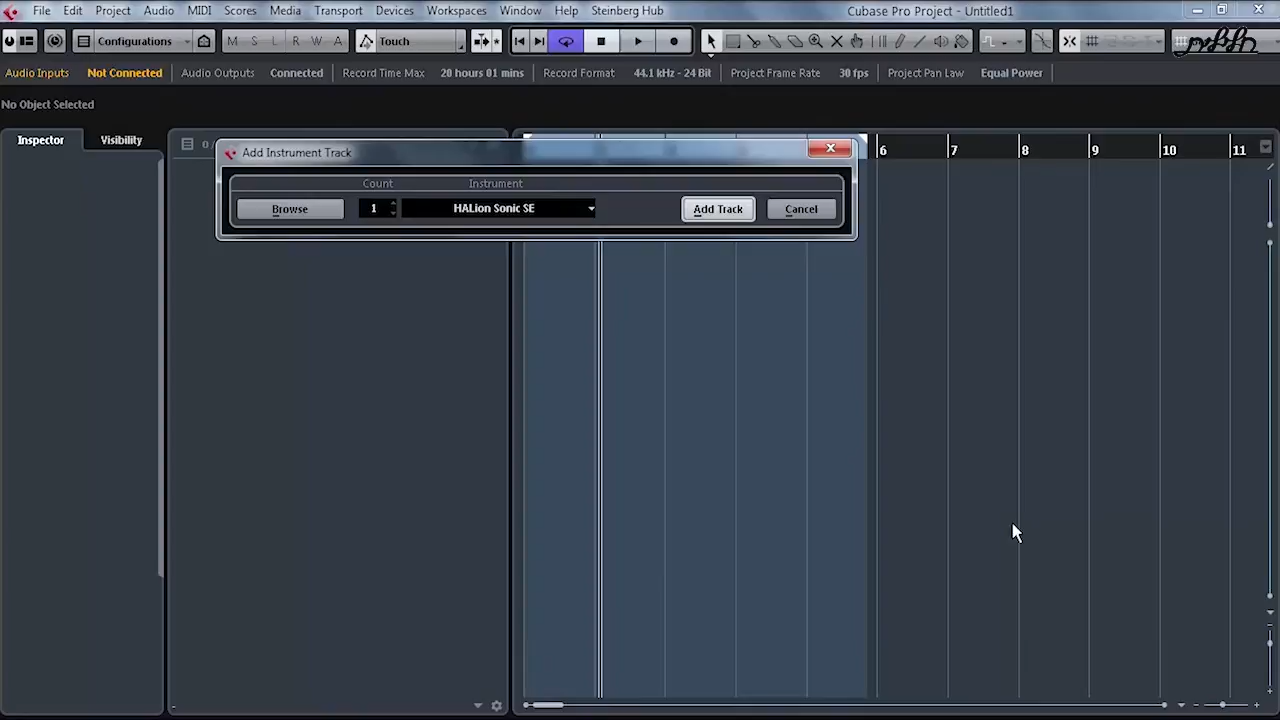 File Edit Project Audio MIDI Scores Media Transport Devices Workspaces Window Help Steinberg Hub Cubase Pro Project - Untitled1
Configurations M S L R W A Touch
Audio Inputs Not Connected Audio Outputs Connected Record Time Max 20 hours 01 mins Record Format 44.1 kHz - 24 Bit Project Frame Rate 30 fps Project Pan Law Equal Power
No Object Selected
Inspector Visibility 0 / 6 7 8 9 10 11
Add Instrument Track
Count Instrument
Browse 1 HALion Sonic SE Add Track Cancel